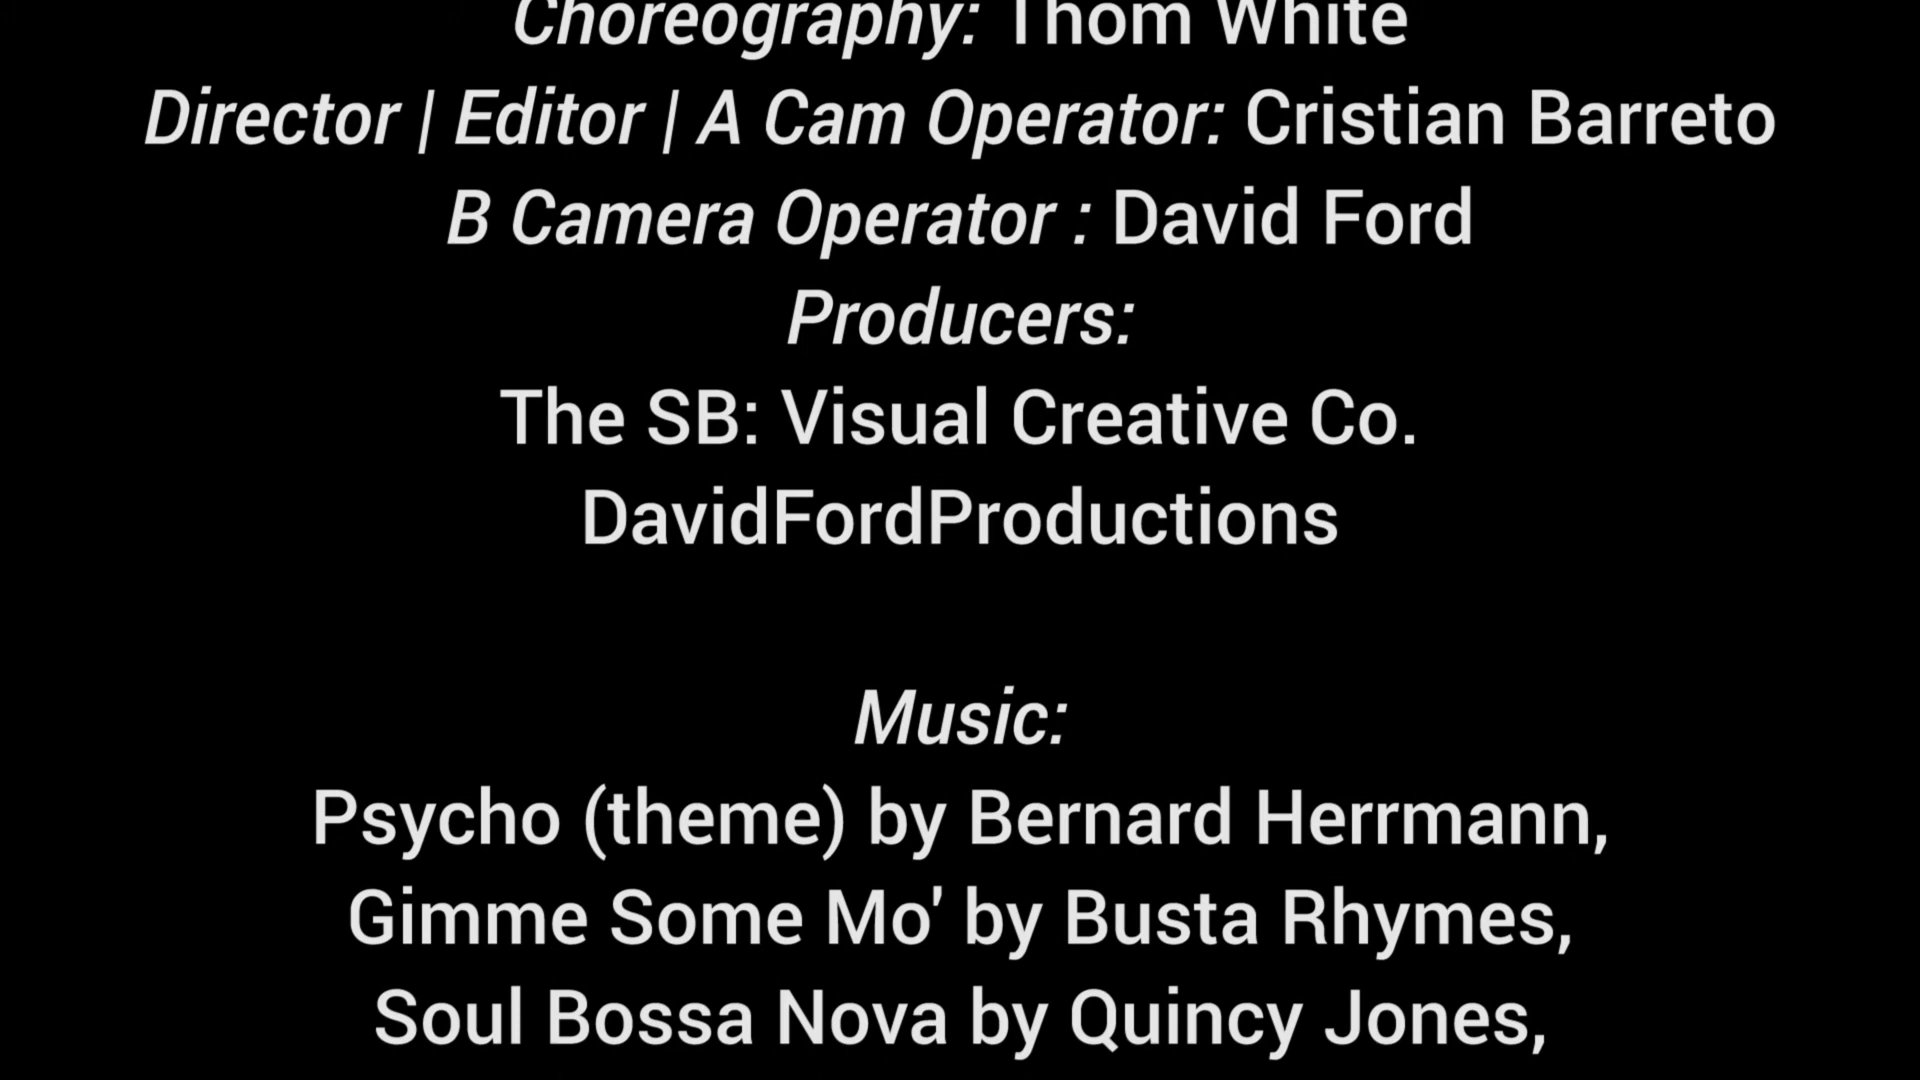 Choreography: Thom White
Director | Editor | A Cam Operator: Cristian Barreto
B Camera Operator : David Ford
Producers:
The SB: Visual Creative Co.
DavidFordProductions
Music:
Psycho (theme) by Bernard Herrmann,
Gimme Some Mo' by Busta Rhymes,
Soul Bossa Nova by Quincy Jones,